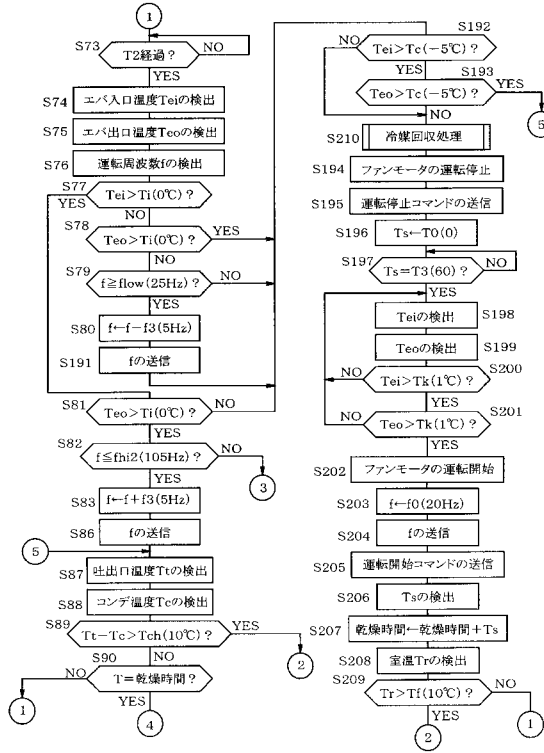 1
S73
T2経過？
NO
YES
S74
エバ入口温度Teiの検出
S75
エバ出口温度Teoの検出
S76
運転周波数fの検出
S77
Tei>Ti(0℃)？
YES
NO
S78
Teo>Ti(0℃)？
YES
NO
S79
f≧flow(25Hz)？
NO
YES
S80
f←f−f3(5Hz)
S191
fの送信
S81
Teo>Ti(0℃)？
NO
YES
S82
f≦fhi2(105Hz)？
NO
3
YES
S83
f←f+f3(5Hz)
S86
fの送信
5
S87
吐出口温度Ttの検出
S88
コンデ温度Tcの検出
S89
Tt−Tc>Tch(10℃)？
YES
2
NO
S90
T=乾燥時間？
NO
1
YES
4
S192
Tei>Tc(−5℃)？
NO
YES
S193
Teo>Tc(−5℃)？
YES
5
NO
S210
冷媒回収処理
S194
ファンモータの運転停止
S195
運転停止コマンドの送信
S196
Ts←T0(0)
S197
Ts=T3(60)？
NO
YES
Teiの検出
S198
Teoの検出
S199
S200
Tei>Tk(1℃)？
NO
YES
S201
Teo>Tk(1℃)？
NO
YES
S202
ファンモータの運転開始
S203
f←f0(20Hz)
S204
fの送信
S205
運転開始コマンドの送信
S206
Tsの検出
S207
乾燥時間←乾燥時間+Ts
S208
室温Trの検出
S209
Tr>Tf(10℃)？
NO
1
YES
2